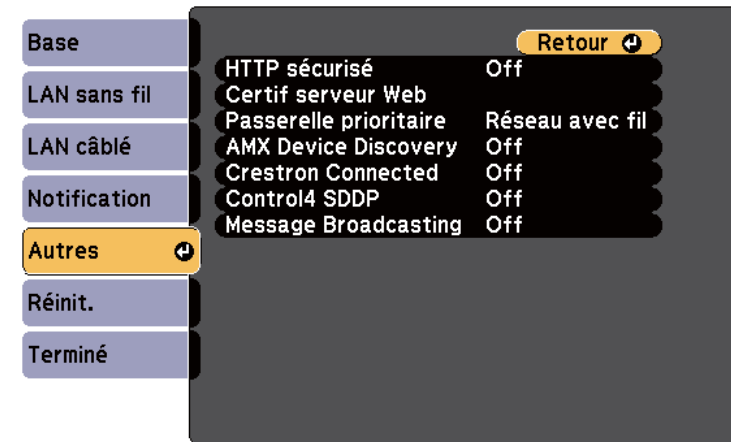 Base
LAN sans fil
LAN câblé
Notification
Autres
Réinit.
Terminé
Retour
HTTP sécurisé Off
Certif serveur Web
Passerelle prioritaire Réseau avec fil
AMX Device Discovery Off
Crestron Connected Off
Control4 SDDP Off
Message Broadcasting Off